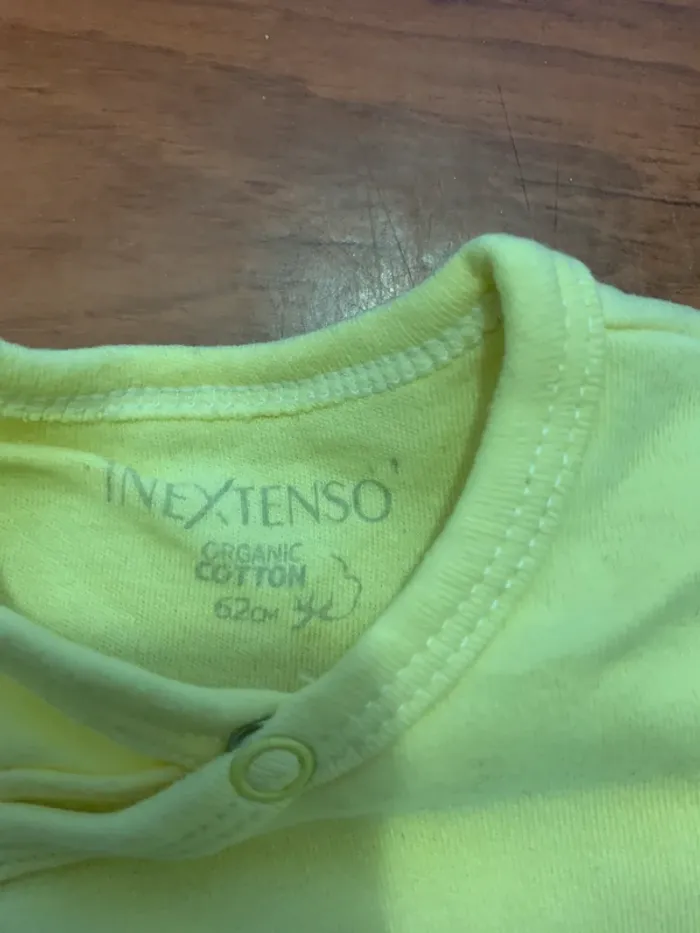 INEXTENSO
ORGANIC
COTTON
62CM